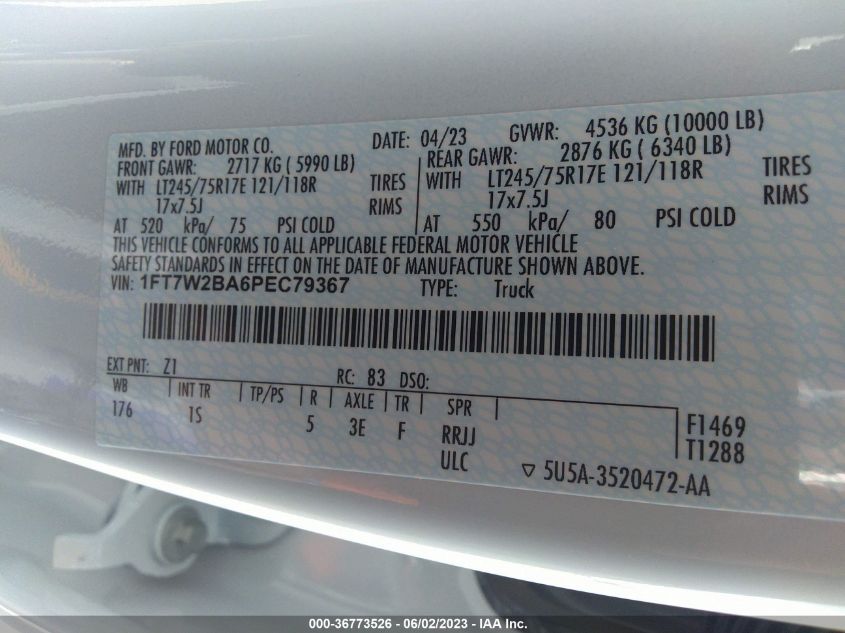 MFD. BY FORD MOTOR CO. DATE: 04/23 GVWR: 4536 KG (10000 LB)
FRONT GAWR: 2717 KG ( 5990 LB) REAR GAWR: 2876 KG ( 6340 LB)
WITH LT245/75R17E 121/118R TIRES WITH LT245/75R17E 121/118R TIRES
17x7.5J RIMS 17x7.5J RIMS
AT 520 kPa/ 75 PSI COLD AT 550 kPa/ 80 PSI COLD
THIS VEHICLE CONFORMS TO ALL APPLICABLE FEDERAL MOTOR VEHICLE
SAFETY STANDARDS IN EFFECT ON THE DATE OF MANUFACTURE SHOWN ABOVE.
VIN: 1FT7W2BA6PEC79367 TYPE: Truck
EXT PNT: Z1 RC: 83 DSO:
WB INT TR TP/PS R AXLE TR SPR
176 1S 5 3E F RRJJ
ULC
F1469
T1288
5U5A-3520472-AA
000-36773526 - 06/02/2023 - IAA Inc.